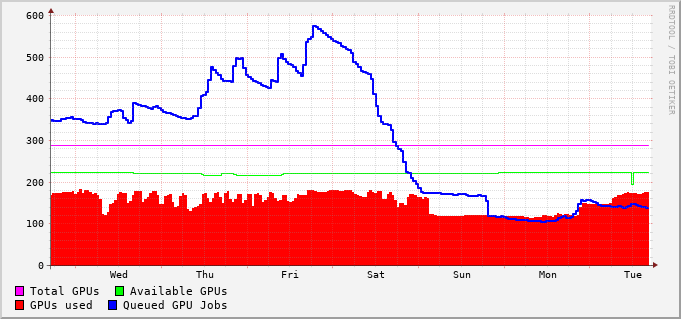 600
500
400
300
200
100
0
Wed Thu Fri Sat Sun Mon Tue
Total GPUs Available GPUs
GPUs used Queued GPU Jobs
RRDTOOL / TOBI OETIKER